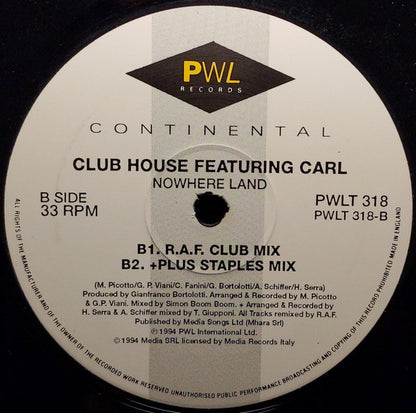 PWL
RECORDS
CONTINENTAL
CLUB HOUSE FEATURING CARL
NOWHERE LAND
B SIDE
33 RPM
PWLT 318
PWLT 318-B
B1. R.A.F. CLUB MIX
B2. +PLUS STAPLES MIX
(M. Picotto/G. P. Viani/C. Fanini/G. Bortolotti/A. Schiffer/H. Serra)
Produced by Gianfranco Bortolotti. Arranged & Recorded by M. Picotto
& G.P. Viani. Mixed by Simon Boom Boom. + Arranged & Recorded by
H. Serra & A. Schiffer mixed by T. Giupponi. All Tracks remixed by R.A.F.
Published by Media Songs Ltd (Mhara Srl)
℗ 1994 PWL International Ltd.
© 1994 Media SRL licensed by Media Records Italy
ALL RIGHTS OF THE MANUFACTURER AND OF THE OWNER OF THE RECORDED WORK RESERVED UNAUTHORISED PUBLIC PERFORMANCE BROADCASTING AND COPYING OF THIS RECORD PROHIBITED MADE IN ENGLAND